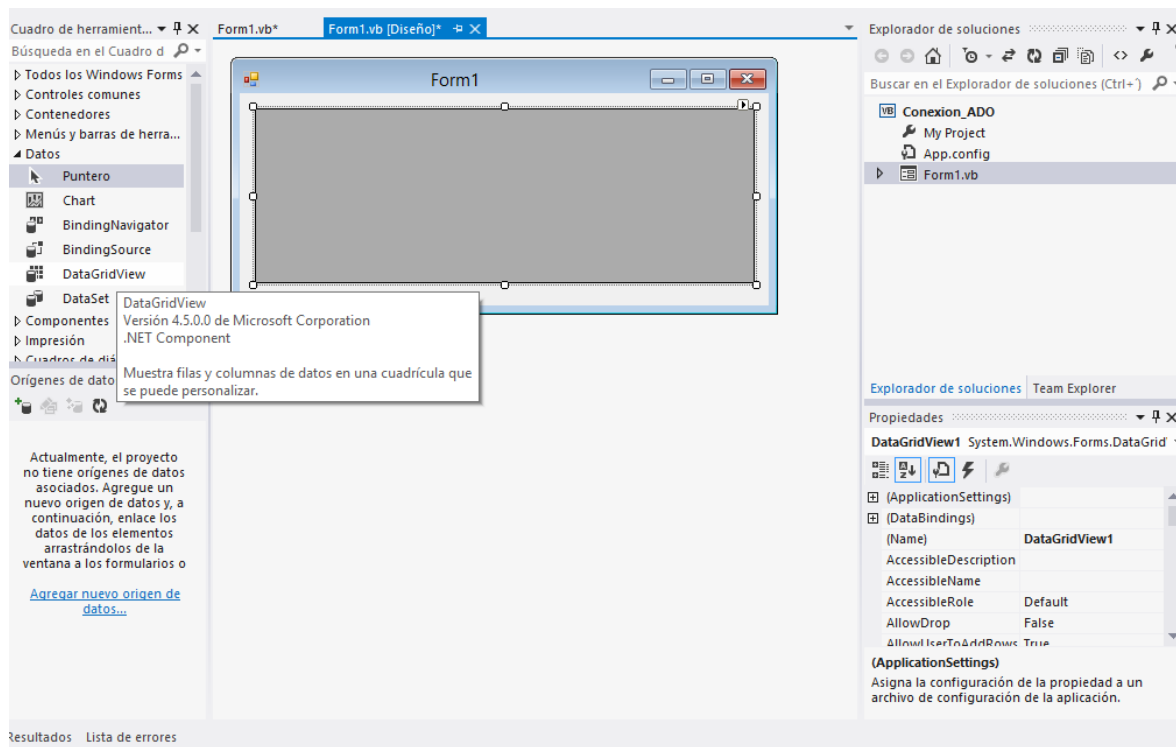 Cuadro de herramient...
Búsqueda en el Cuadro d
Todos los Windows Forms
Controles comunes
Contenedores
Menús y barras de herra...
Datos
Puntero
Chart
BindingNavigator
BindingSource
DataGridView
DataSet
Componentes
Impresión
Cuadros de diá
DataGridView
Versión 4.5.0.0 de Microsoft Corporation
.NET Component
Muestra filas y columnas de datos en una cuadrícula que
se puede personalizar.
Orígenes de dato
Actualmente, el proyecto
no tiene orígenes de datos
asociados. Agregue un
nuevo origen de datos y, a
continuación, enlace los
datos de los elementos
arrastrándolos de la
ventana a los formularios o
Agregar nuevo origen de
datos...
Form1.vb*
Form1.vb [Diseño]*
Form1
Explorador de soluciones
Buscar en el Explorador de soluciones (Ctrl+´)
VB Conexion_ADO
My Project
App.config
Form1.vb
Explorador de soluciones Team Explorer
Propiedades
DataGridView1 System.Windows.Forms.DataGrid
(ApplicationSettings)
(DataBindings)
(Name) DataGridView1
AccessibleDescription
AccessibleName
AccessibleRole Default
AllowDrop False
AllowUserToAddRows True
(ApplicationSettings)
Asigna la configuración de la propiedad a un
archivo de configuración de la aplicación.
Resultados Lista de errores